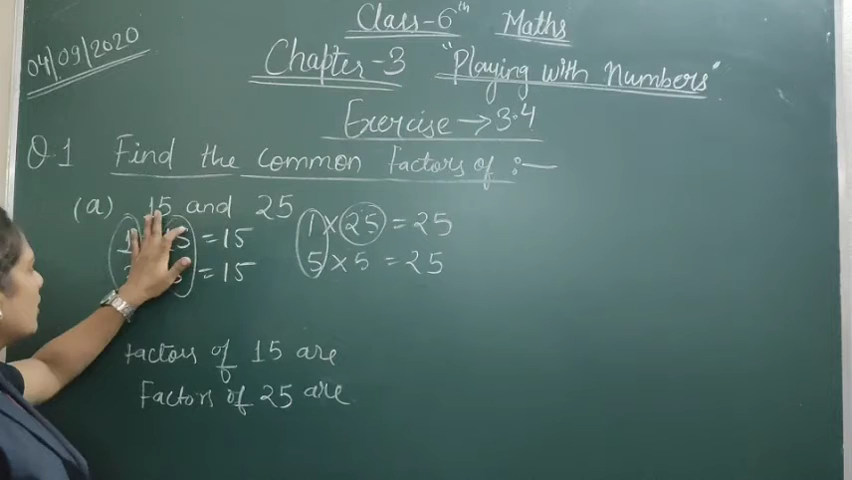 04/09/2020
Class-6th Maths
Chapter-3 "Playing with Numbers"
Exercise → 3.4
Q.1 Find the common Factors of :—
(a) 15 and 25
1 = 15 1 × 25 = 25
= 15 5 × 5 = 25
factors of 15 are
Factors of 25 are